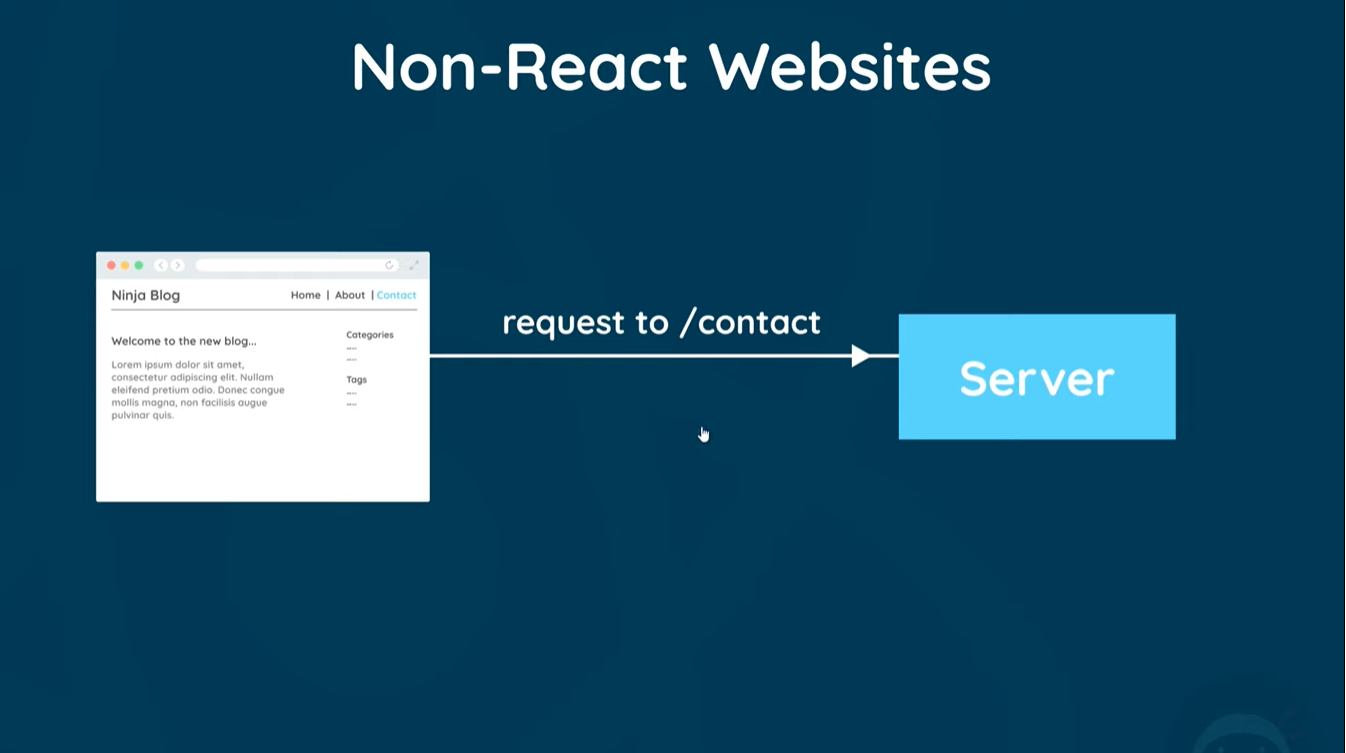 Non-React Websites
Ninja Blog
Home | About | Contact
Welcome to the new blog...
Lorem ipsum dolor sit amet,
consectetur adipiscing elit. Nullam
eleifend pretium odio. Donec congue
mollis magna, non facilisis augue
pulvinar quis.
Categories
----
----
Tags
----
----
request to /contact
Server